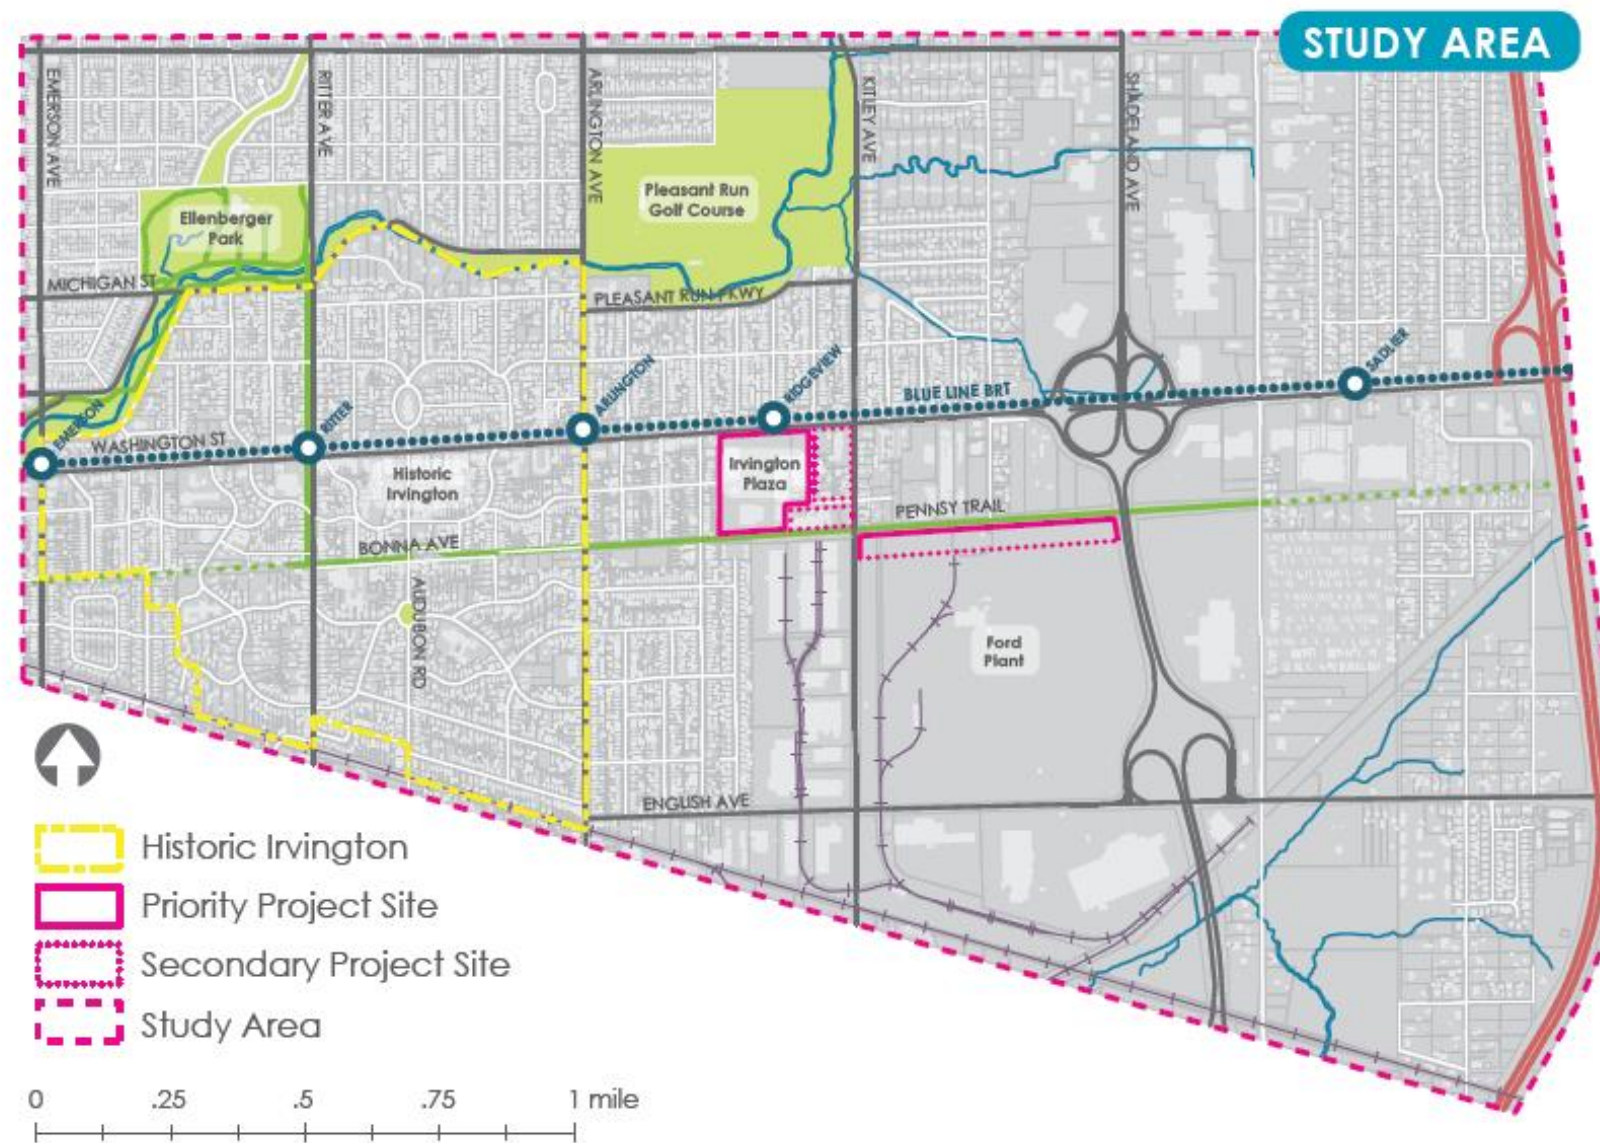 STUDY AREA
EMERSON AVE
RITTER AVE
ARLINGTON AVE
KITLEY AVE
SHADELAND AVE
Pleasant Run
Golf Course
Ellenberger
Park
MICHIGAN ST
PLEASANT RUN PKWY
SADLIER
RIDGEVIEW
ARLINGTON
BLUE LINE BRT
RITTER
EMERSON
WASHINGTON ST
Historic
Irvington
Irvington
Plaza
PENNSY TRAIL
BONNA AVE
AUDUBON RD
Ford
Plant
ENGLISH AVE
Historic Irvington
Priority Project Site
Secondary Project Site
Study Area
0 .25 .5 .75 1 mile